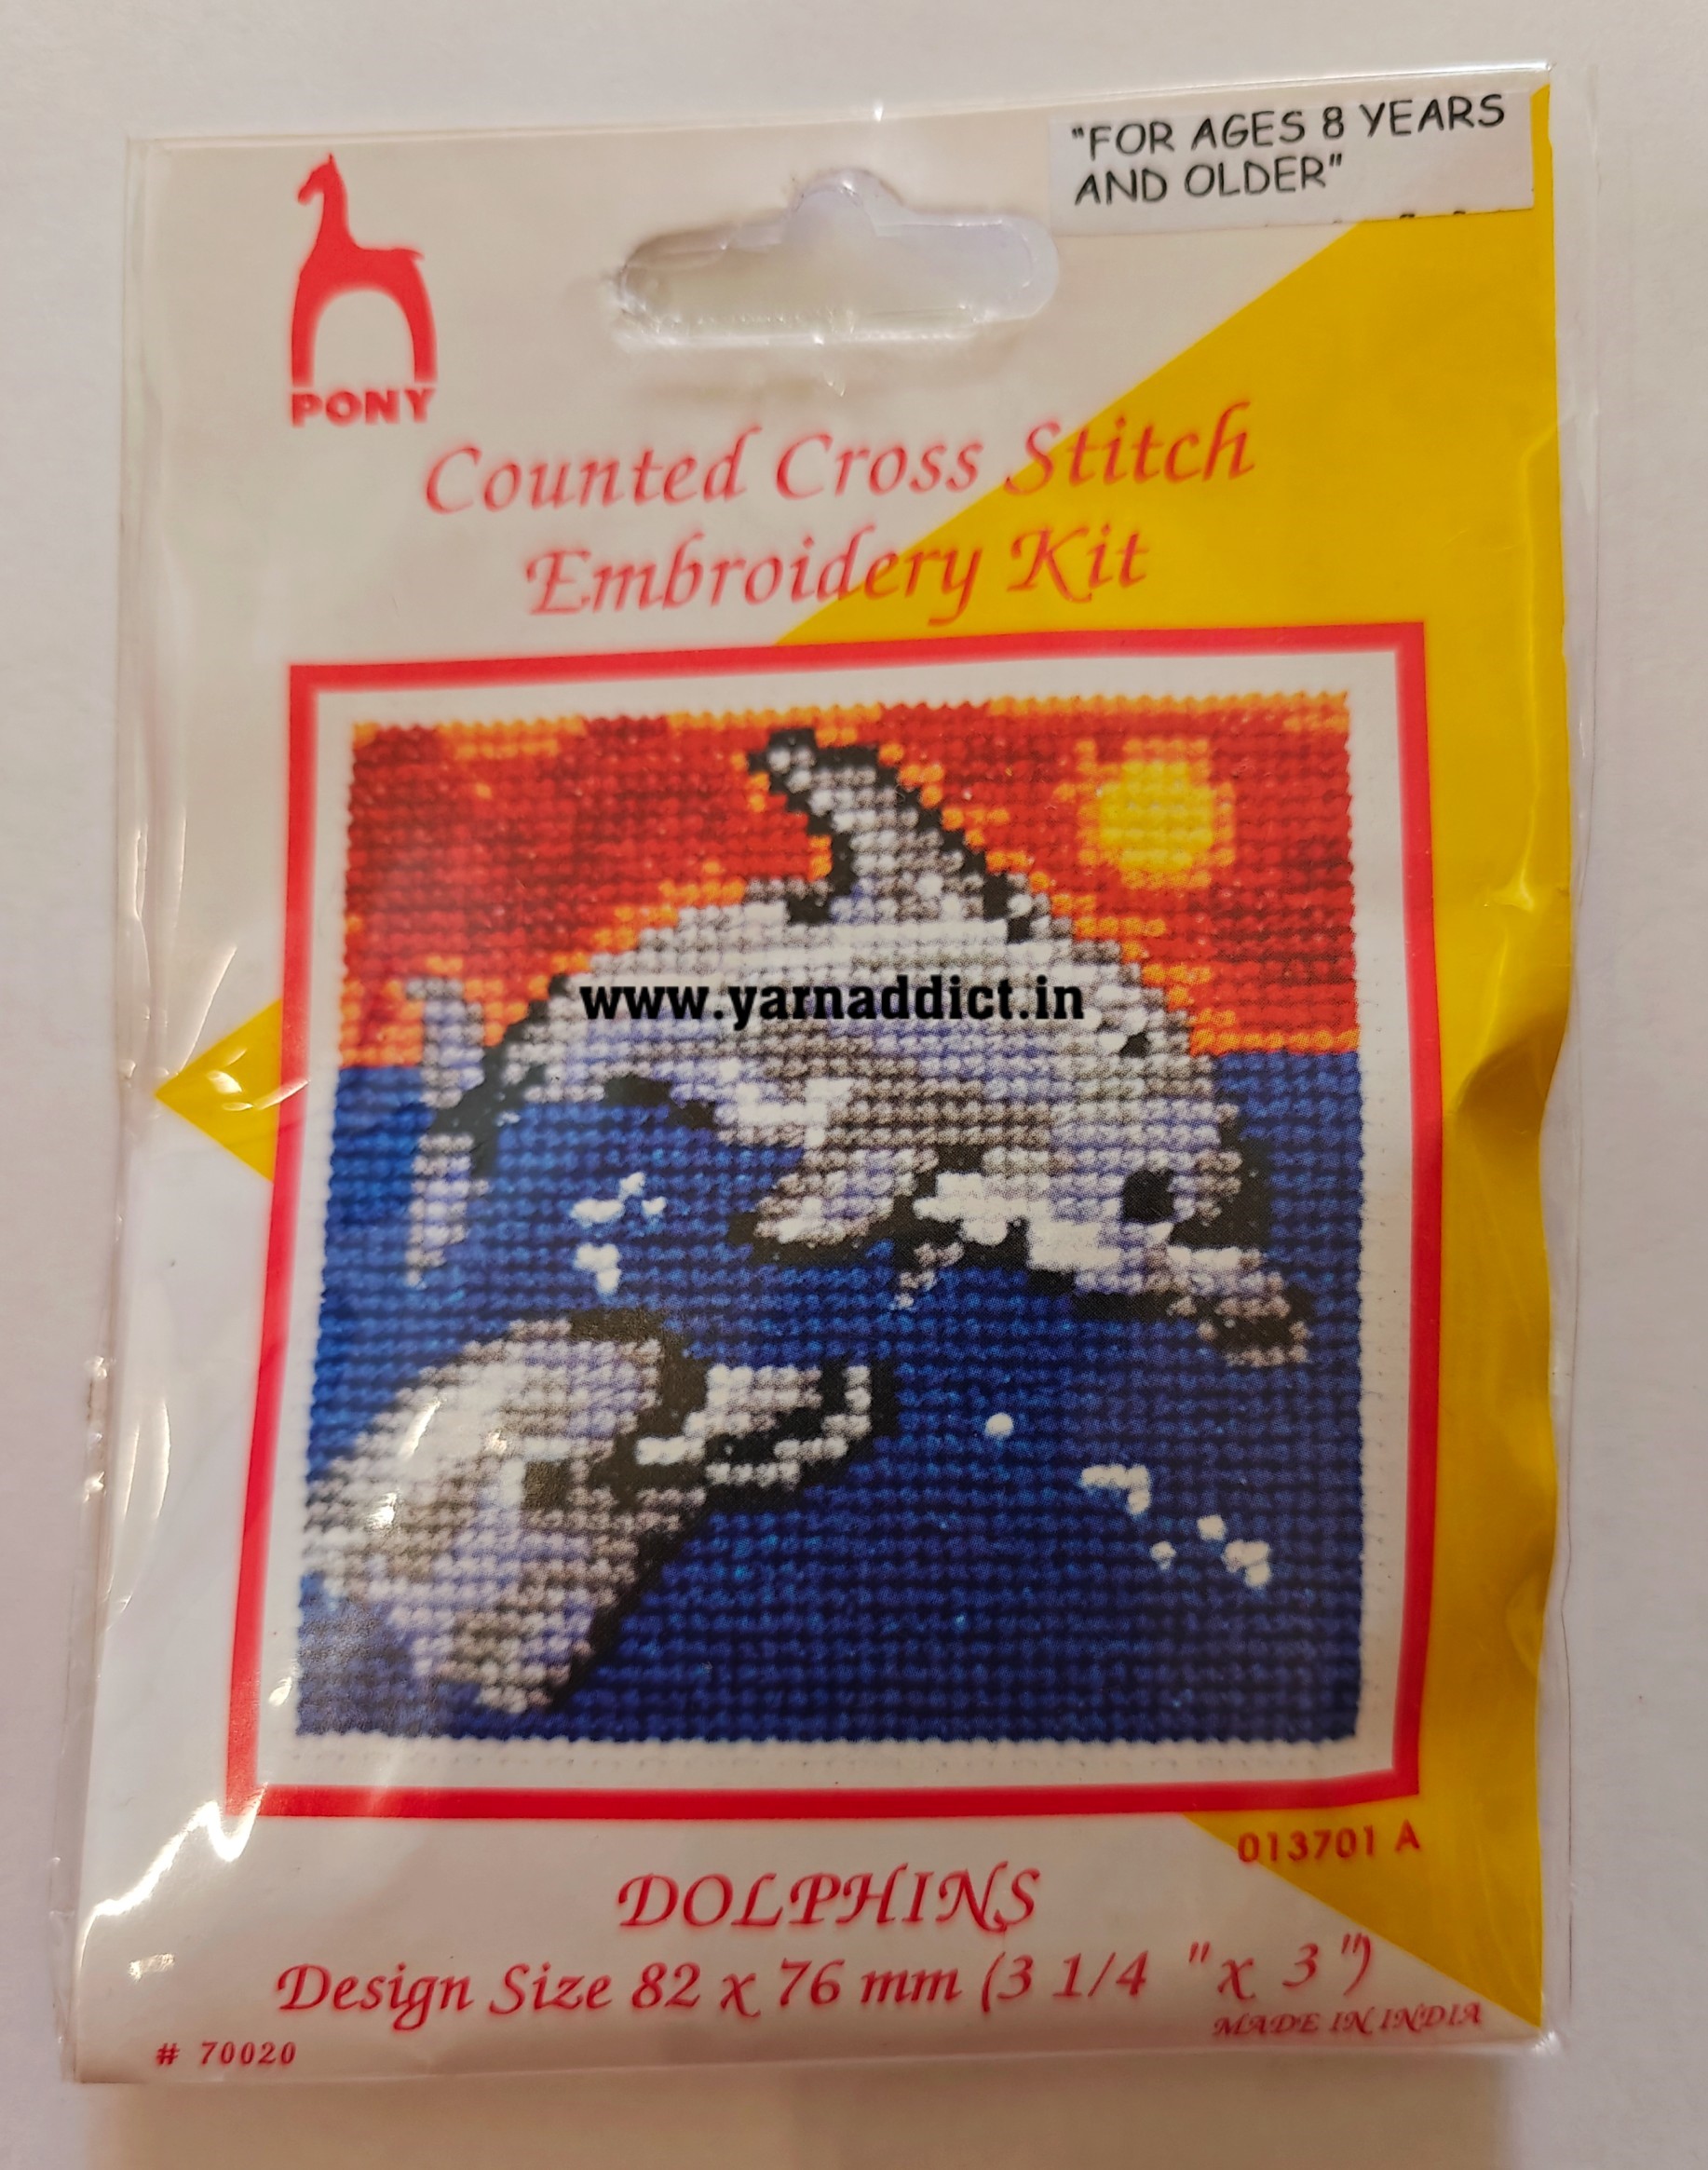 "FOR AGES 8 YEARS
AND OLDER"
PONY
Counted Cross Stitch
Embroidery Kit
www.yarnaddict.in
013701 A
DOLPHINS
Design Size 82 x 76 mm (3 1/4 "x 3 ")
MADE IN INDIA
# 70020